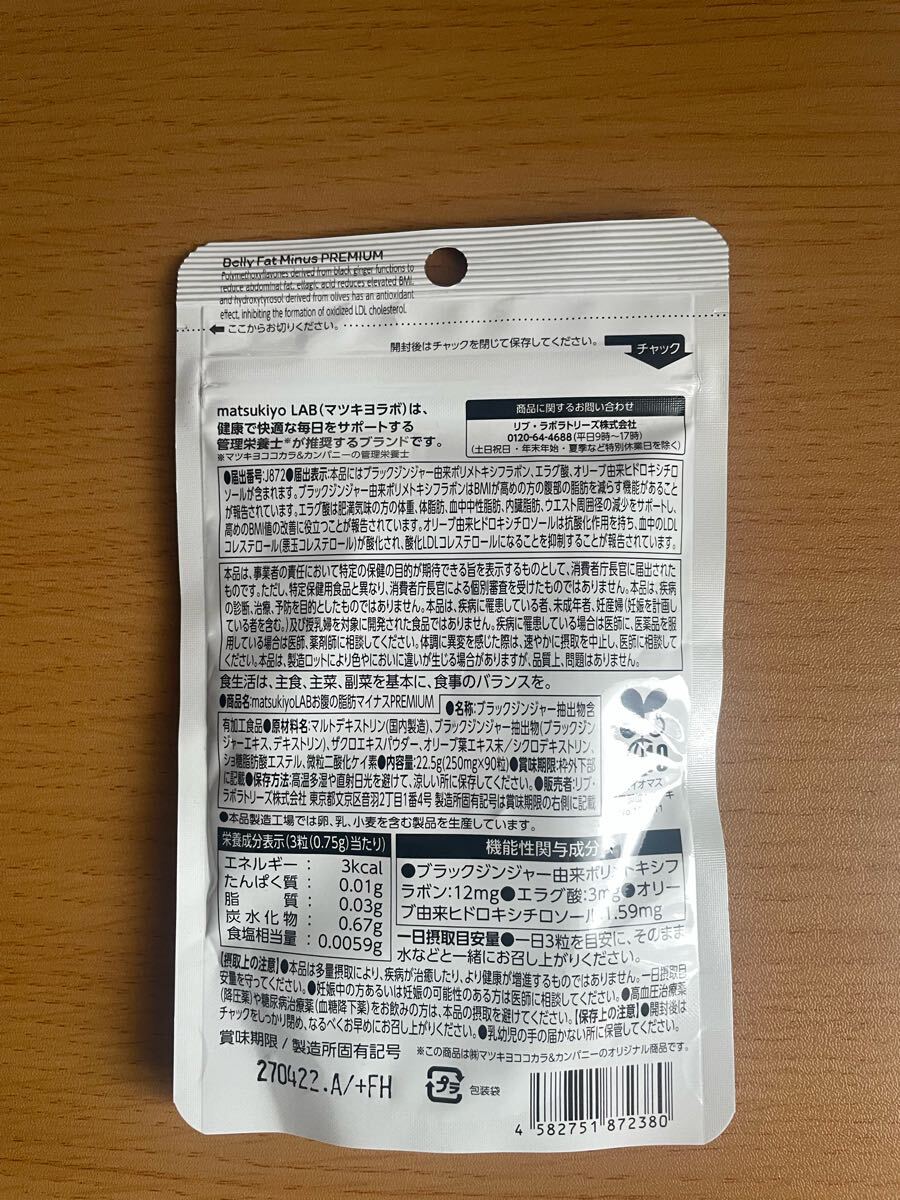 Belly Fat Minus PREMIUM
Polymethoxyflavones derived from black ginger functions to
reduce abdominal fat, ellagic acid reduces elevated BMI,
and hydroxytyrosol derived from olives has an antioxidant
effect, inhibiting the formation of oxidized LDL cholesterol.
ここからお切りください。
開封後はチャックを閉じて保存してください。
チャック
matsukiyo LAB(マツキヨラボ)は、
健康で快適な毎日をサポートする
管理栄養士※が推奨するブランドです。
※マツキヨココカラ&カンパニーの管理栄養士
商品に関するお問い合わせ
リブ・ラボラトリーズ株式会社
0120-64-4688(平日9時〜17時)
(土日祝日・年末年始・夏季など特別休業日を除く)
●届出番号:J872●届出表示:本品にはブラックジンジャー由来ポリメトキシフラボン、エラグ酸、オリーブ由来ヒドロキシチロ
ソールが含まれます。ブラックジンジャー由来ポリメトキシフラボンはBMIが高めの方の腹部の脂肪を減らす機能があること
が報告されています。エラグ酸は肥満気味の方の体重、体脂肪、血中中性脂肪、内臓脂肪、ウエスト周囲径の減少をサポートし、
高めのBMI値の改善に役立つことが報告されています。オリーブ由来ヒドロキシチロソールは抗酸化作用を持ち、血中のLDL
コレステロール(悪玉コレステロール)が酸化され、酸化LDLコレステロールになることを抑制することが報告されています。
本品は、事業者の責任において特定の保健の目的が期待できる旨を表示するものとして、消費者庁長官に届出された
ものです。ただし、特定保健用食品と異なり、消費者庁長官による個別審査を受けたものではありません。本品は、疾病
の診断、治療、予防を目的としたものではありません。本品は、疾病に罹患している者、未成年者、妊産婦(妊娠を計画し
ている者を含む。)及び授乳婦を対象に開発された食品ではありません。疾病に罹患している場合は医師に、医薬品を服
用している場合は医師、薬剤師に相談してください。体調に異変を感じた際は、速やかに摂取を中止し、医師に相談して
ください。本品は、製造ロットにより色やにおいに違いが生じる場合がありますが、品質上、問題はありません。
食生活は、主食、主菜、副菜を基本に、食事のバランスを。
●商品名:matsukiyoLABお腹の脂肪マイナスPREMIUM
●名称:ブラックジンジャー抽出物含
有加工食品●原材料名:マルトデキストリン(国内製造)、ブラックジンジャー抽出物(ブラックジン
ジャーエキス、デキストリン)、ザクロエキスパウダー、オリーブ葉エキス末/シクロデキストリン、
ショ糖脂肪酸エステル、微粒二酸化ケイ素●内容量:22.5g(250mg×90粒)●賞味期限:枠外下部
に記載●保存方法:高温多湿や直射日光を避けて、涼しい所に保存してください。●販売者:リブ・
ラボラトリーズ株式会社 東京都文京区音羽2丁目1番4号 製造所固有記号は賞味期限の右側に記載
●本品製造工場では卵、乳、小麦を含む製品を生産しています。
栄養成分表示(3粒(0.75g)当たり)
エネルギー: 3kcal
たんぱく質: 0.01g
脂質: 0.03g
炭水化物: 0.67g
食塩相当量: 0.0059g
機能性関与成分
●ブラックジンジャー由来ポリメトキシフ
ラボン:12mg●エラグ酸:3mg●オリー
ブ由来ヒドロキシチロソール:1.59mg
一日摂取目安量●一日3粒を目安に、そのまま
水などと一緒にお召し上がりください。
【摂取上の注意】●本品は多量摂取により、疾病が治癒したり、より健康が増進するものではありません。一日摂取目
安量を守ってください。●妊娠中の方あるいは妊娠の可能性のある方は医師に相談してください。●高血圧治療薬
(降圧薬)や糖尿病治療薬(血糖降下薬)をお飲みの方は、本品の摂取を避けてください。【保存上の注意】●開封後は
チャックをしっかり閉め、なるべくお早めにお召し上がりください。●乳幼児の手の届かない所に保管してください。
賞味期限/製造所固有記号
※この商品は㈱マツキヨココカラ&カンパニーのオリジナル商品です。
270422.A/+FH
プラ
包装袋
4 582751 872380